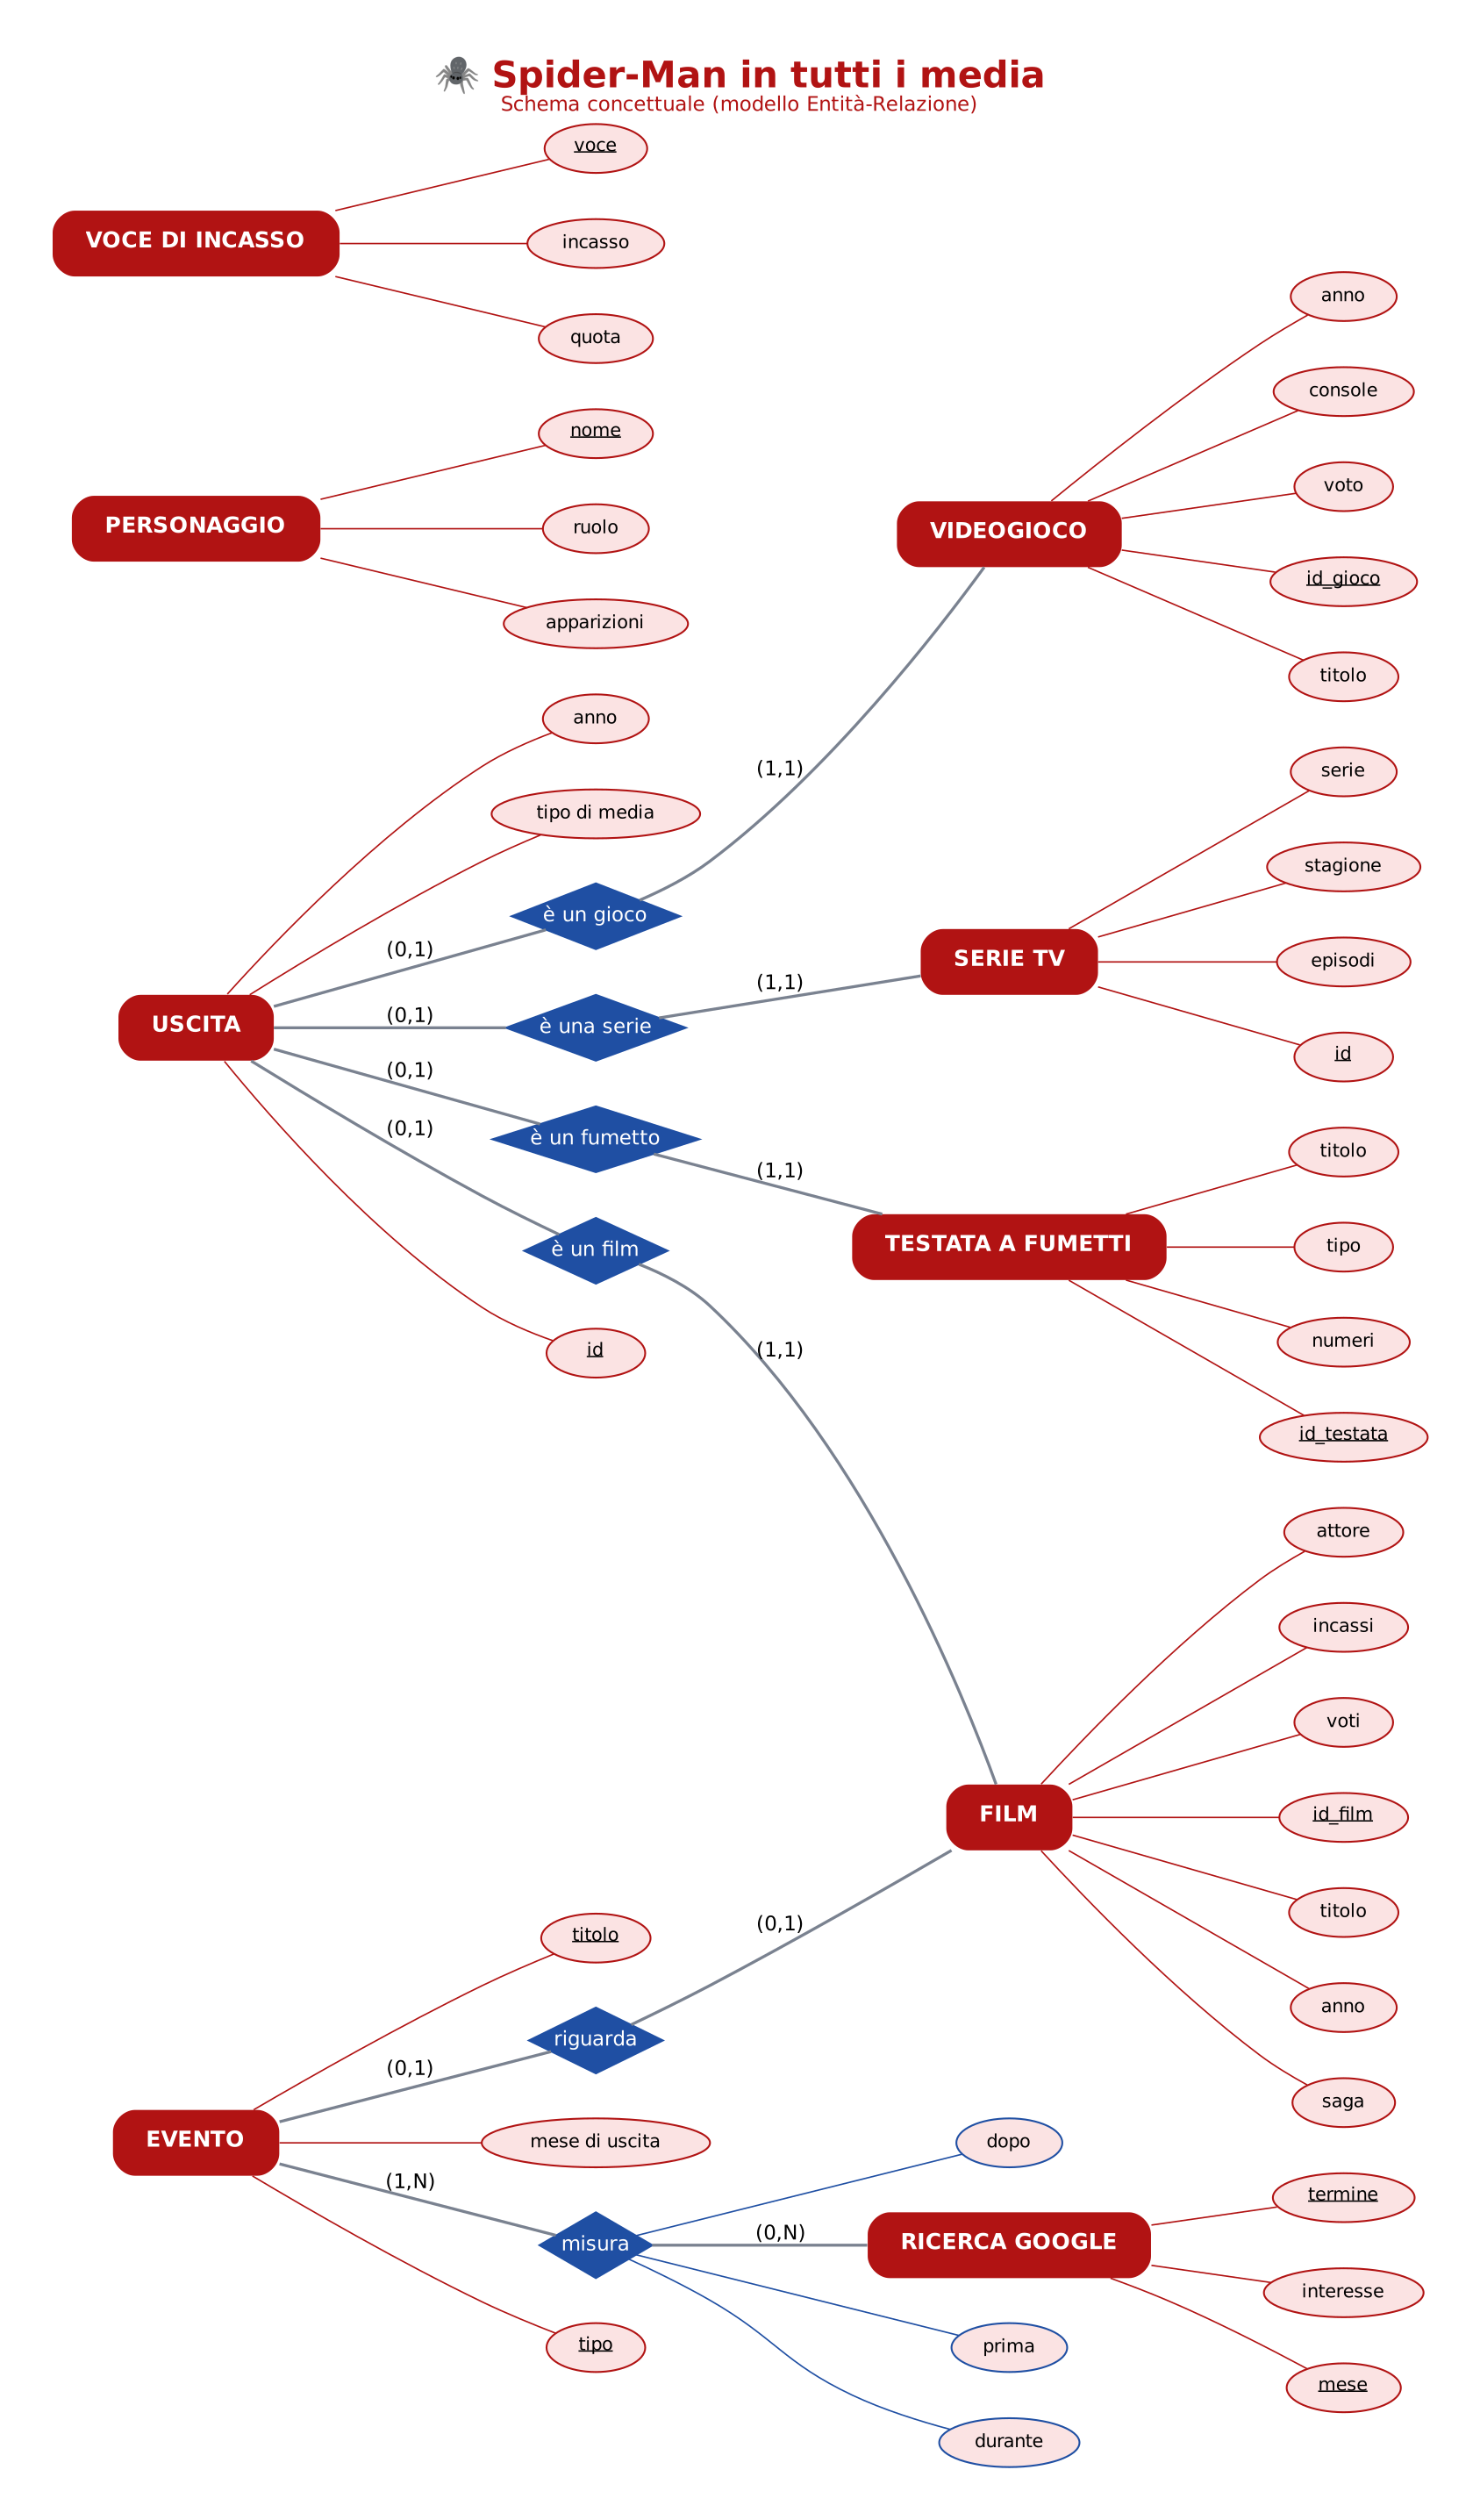 Spider-Man in tutti i media
Schema concettuale (modello Entità-Relazione)
voce
VOCE DI INCASSO
incasso
quota
nome
PERSONAGGIO
ruolo
apparizioni
anno
console
voto
VIDEOGIOCO
id_gioco
titolo
anno
tipo di media
(1,1)
è un gioco
(0,1)
serie
stagione
SERIE TV
episodi
id
(1,1)
USCITA
(0,1)
è una serie
(0,1)
è un fumetto
(1,1)
(0,1)
è un film
titolo
TESTATA A FUMETTI
tipo
numeri
id_testata
(1,1)
id
attore
incassi
voti
FILM
id_film
titolo
anno
saga
(0,1)
titolo
riguarda
(0,1)
EVENTO
mese di uscita
(1,N)
dopo
misura
(0,N)
RICERCA GOOGLE
termine
interesse
mese
tipo
prima
durante